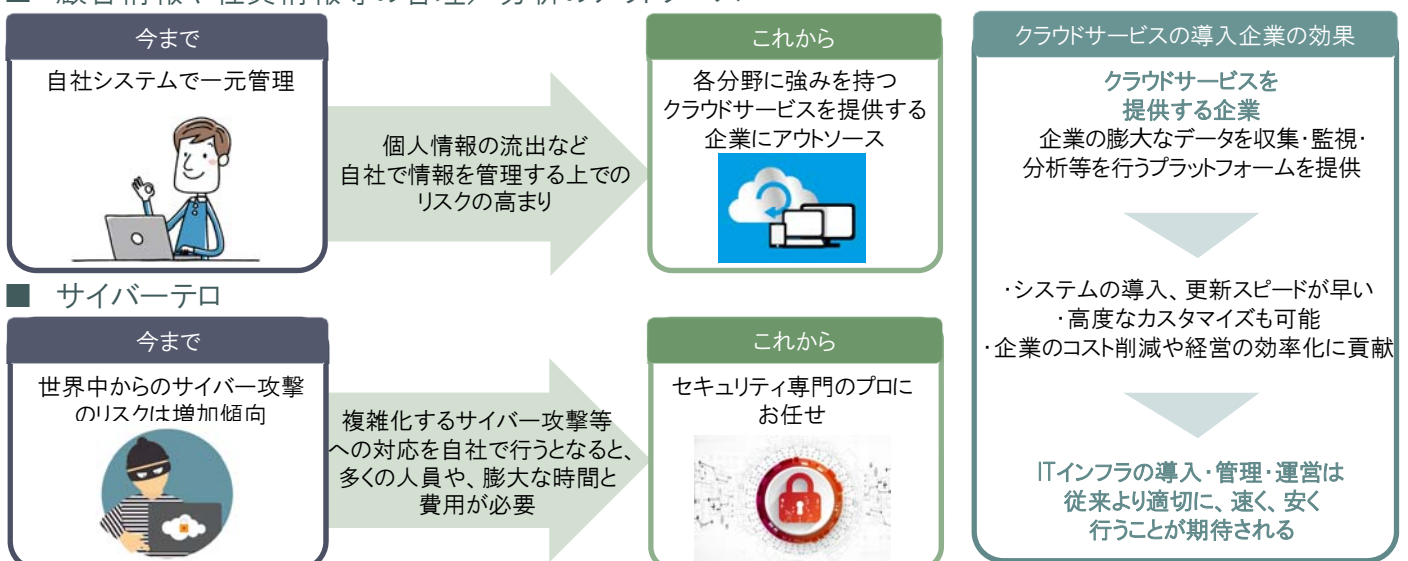 今まで
自社システムで一元管理
個人情報の流出など
自社で情報を管理する上での
リスクの高まり
これから
各分野に強みを持つ
クラウドサービスを提供する
企業にアウトソース
■ サイバーテロ
今まで
世界中からのサイバー攻撃
のリスクは増加傾向
複雑化するサイバー攻撃等
への対応を自社で行うとなると、
多くの人員や、膨大な時間と
費用が必要
これから
セキュリティ専門のプロに
お任せ
クラウドサービスの導入企業の効果
クラウドサービスを
提供する企業
企業の膨大なデータを収集・監視・
分析等を行うプラットフォームを提供
・システムの導入、更新スピードが早い
・高度なカスタマイズも可能
・企業のコスト削減や経営の効率化に貢献
ITインフラの導入・管理・運営は
従来より適切に、速く、安く
行うことが期待される